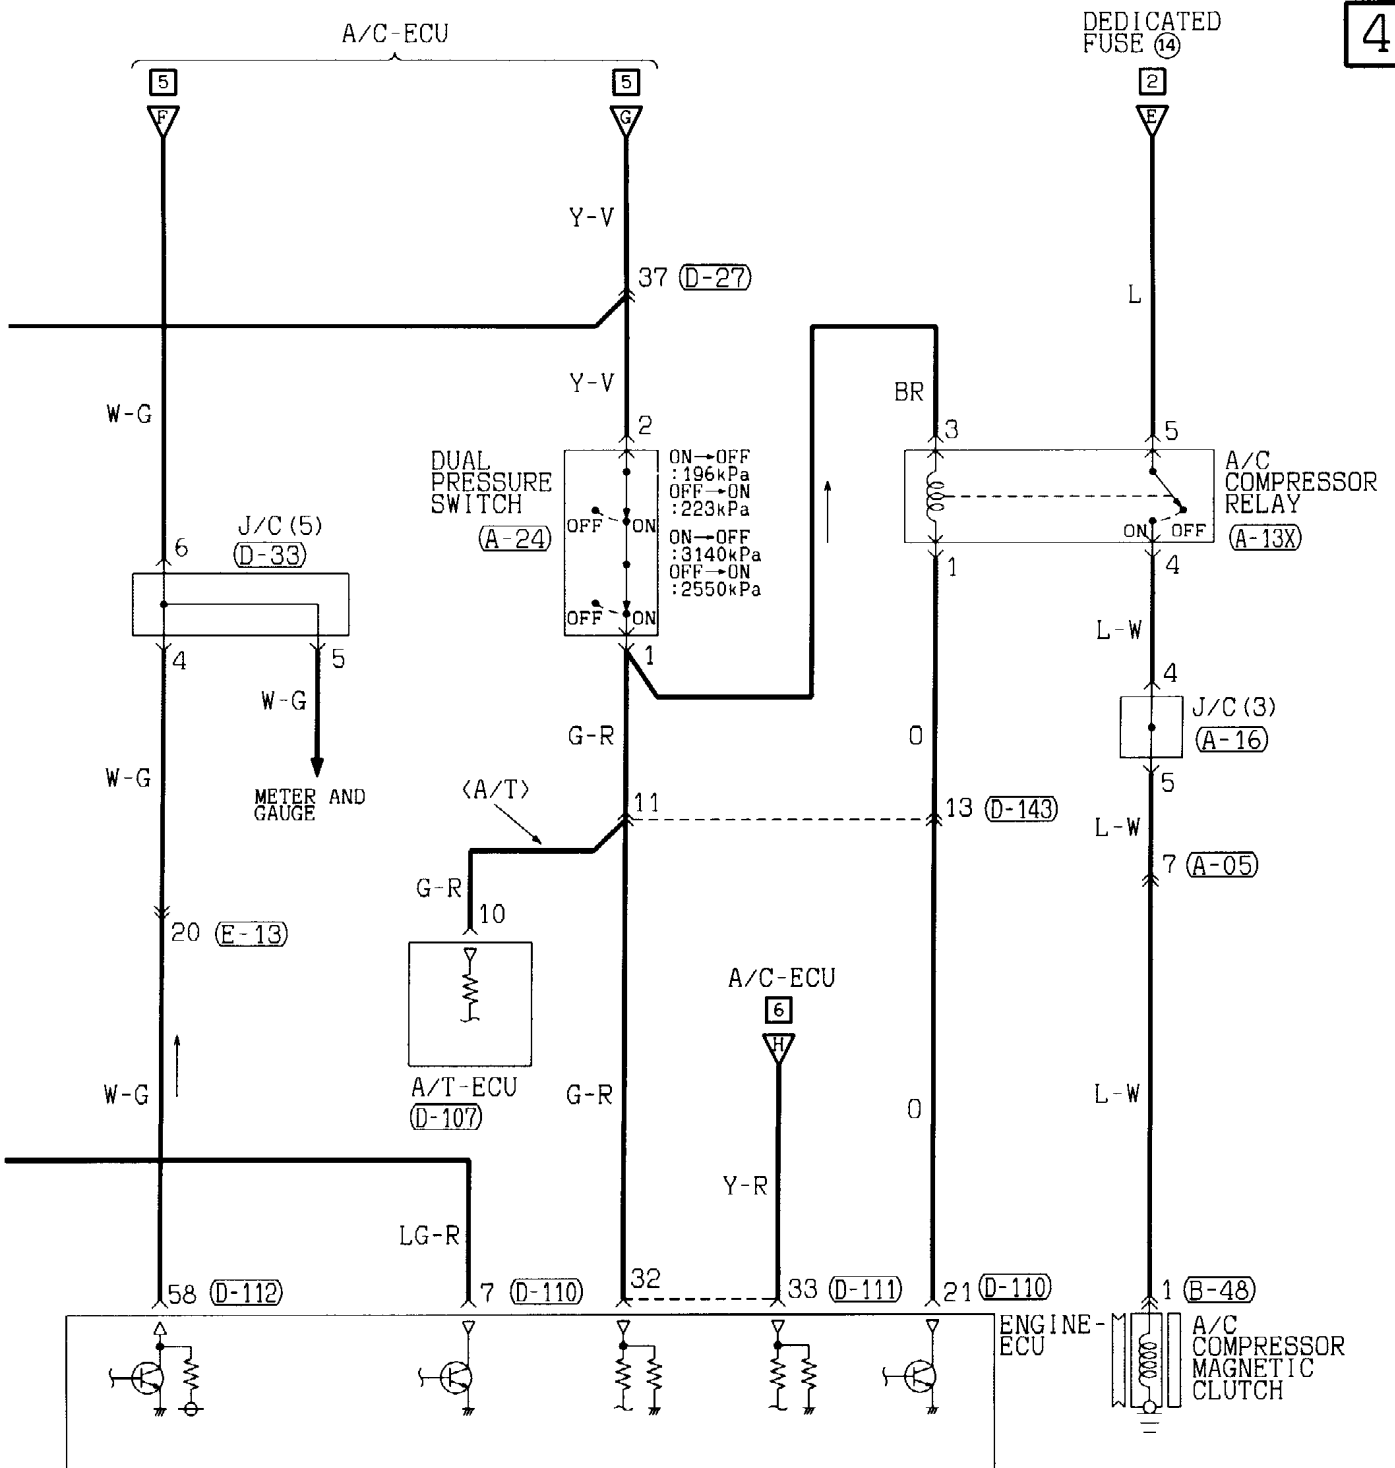 A/C-ECU
DEDICATED
FUSE 14
4
5
5
2
F
G
E
Y-V
37 (D-27)
L
W-G
Y-V
BR
2
3
5
DUAL
PRESSURE
SWITCH
(A-24)
ON→OFF
:196kPa
OFF→ON
:223kPa
ON→OFF
:3140kPa
OFF→ON
:2550kPa
OFF ON
OFF ON
A/C
COMPRESSOR
RELAY
(A-13X)
ON OFF
J/C(5)
(D-33)
6
1
4
4
5
1
L-W
4
W-G
J/C(3)
(A-16)
G-R
O
5
W-G
METER AND
GAUGE
<A/T>
11
13 (D-143)
L-W
7 (A-05)
G-R
10
20 (E-13)
A/C-ECU
6
H
A/T-ECU
(D-107)
W-G
G-R
O
L-W
Y-R
LG-R
58 (D-112)
7 (D-110)
32
33 (D-111)
21 (D-110)
1 (B-48)
ENGINE-
ECU
A/C
COMPRESSOR
MAGNETIC
CLUTCH